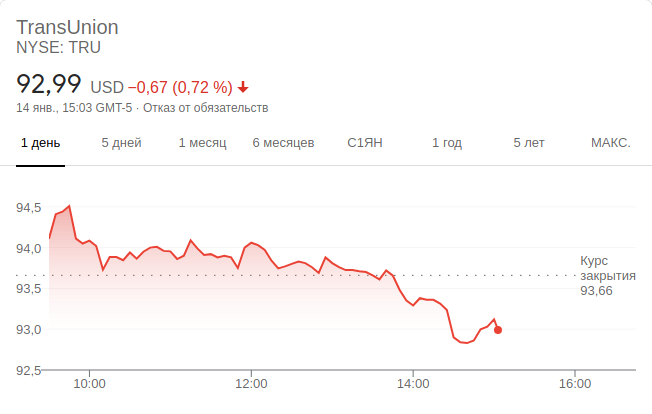 TransUnion
NYSE: TRU
92,99 USD −0,67 (0,72 %)
14 янв., 15:03 GMT-5 · Отказ от обязательств
1 день 5 дней 1 месяц 6 месяцев С1ЯН 1 год 5 лет МАКС.
94,5
94,0
Курс
закрытия
93,66
93,5
93,0
92,5
10:00 12:00 14:00 16:00